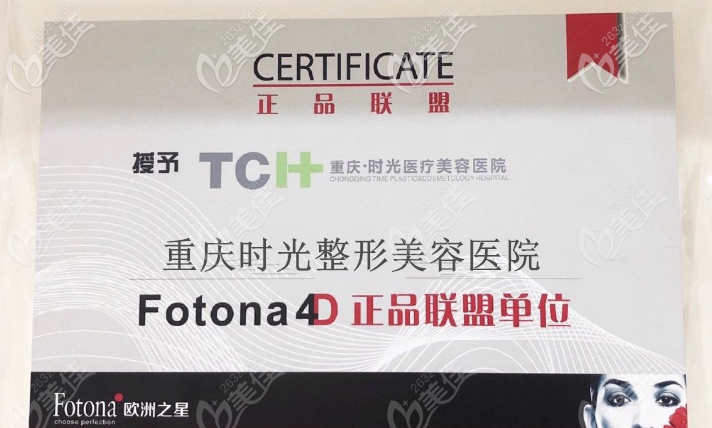 CERTIFICATE
正品联盟
授予 TCH 重庆·时光医疗美容医院
CHONGQING TIME PLASTIC&COSMETOLOGY HOSPITAL
重庆时光整形美容医院
Fotona4D 正品联盟单位
Fotona 欧洲之星
choose perfection
美佳